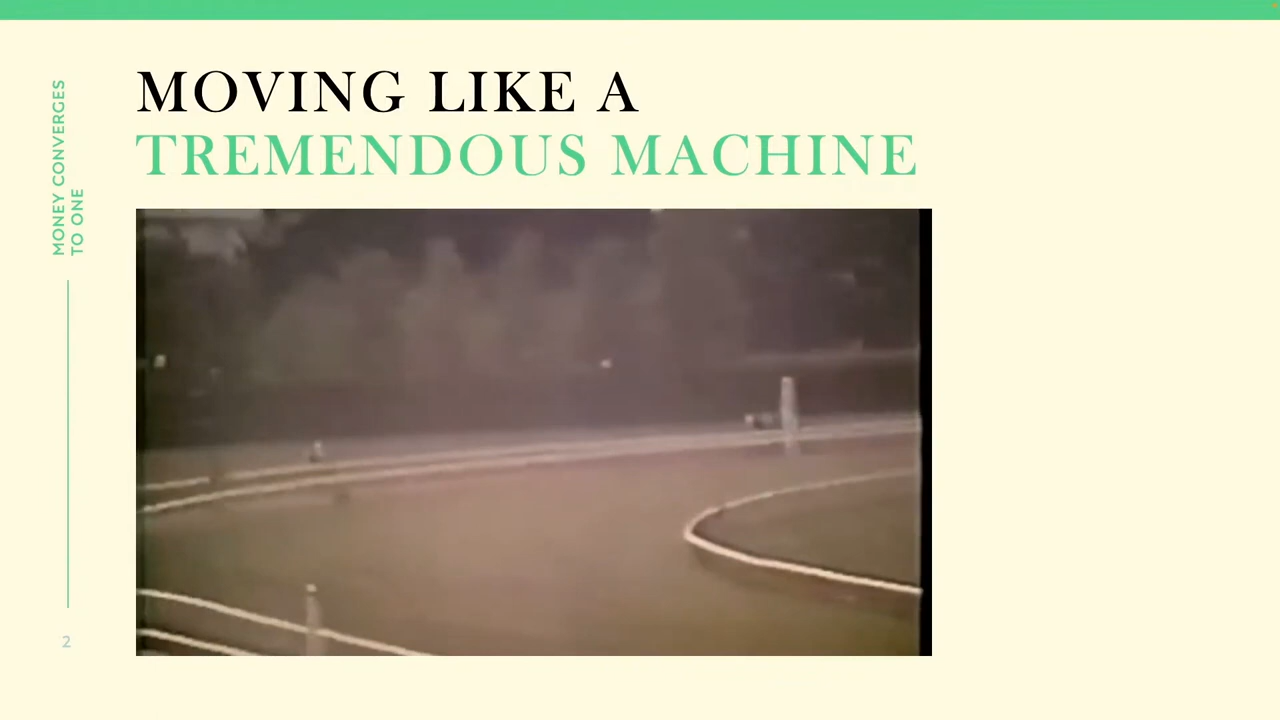 MOVING LIKE A
TREMENDOUS MACHINE
MONEY CONVERGES
TO ONE
2